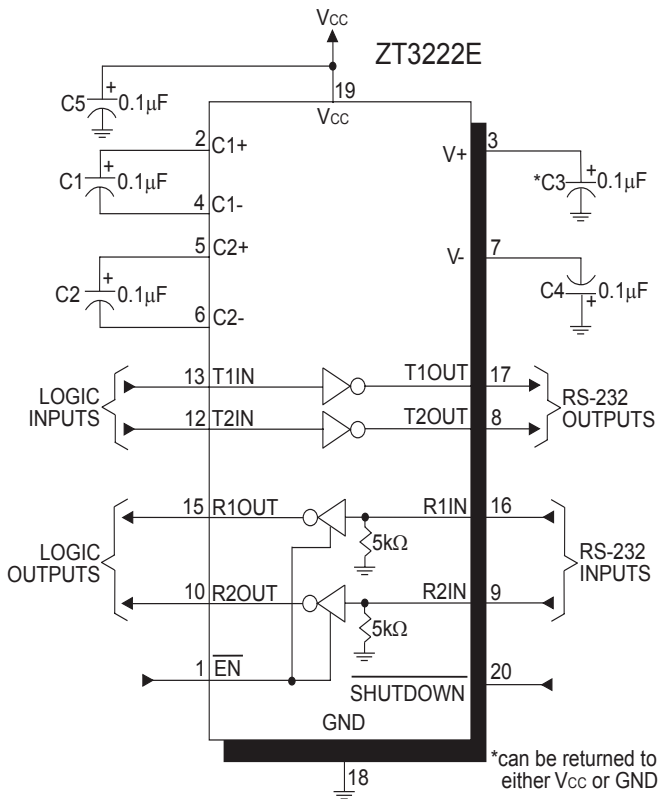 Vcc
ZT3222E
19
Vcc
C5
+
0.1µF
2
C1+
V+
3
C1
+
0.1µF
*C3
+
0.1µF
4
C1-
5
C2+
V-
7
C2
+
0.1µF
C4
+
0.1µF
6
C2-
LOGIC
INPUTS
13
T1IN
T1OUT
17
12
T2IN
T2OUT
8
RS-232
OUTPUTS
LOGIC
OUTPUTS
15
R1OUT
R1IN
16
5kΩ
10
R2OUT
R2IN
9
5kΩ
RS-232
INPUTS
1
EN
SHUTDOWN
20
GND
18
*can be returned to
either Vcc or GND